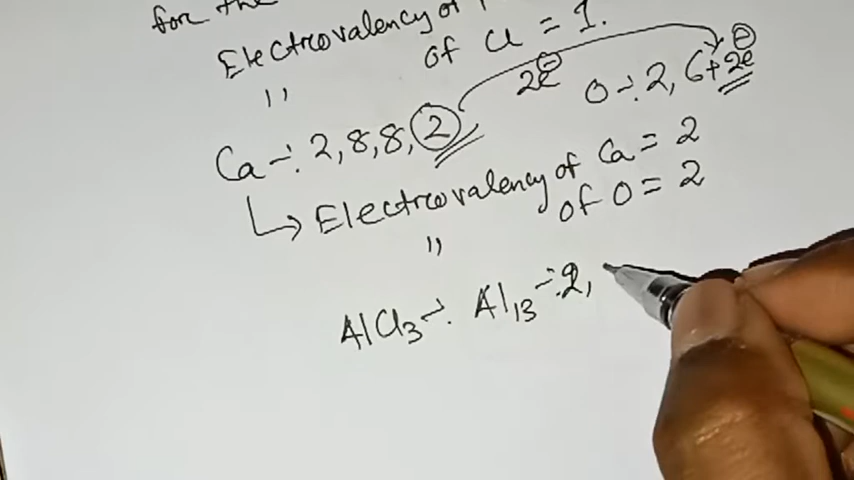 for the
Electrovalency of
" of Cl = 1.
Ca -: 2,8,8,2 2e⊖ O -: 2, 6+2e⊖
↳ Electrovalency of Ca = 2
" of O = 2
AlCl₃ -: Al₁₃ -: 2,